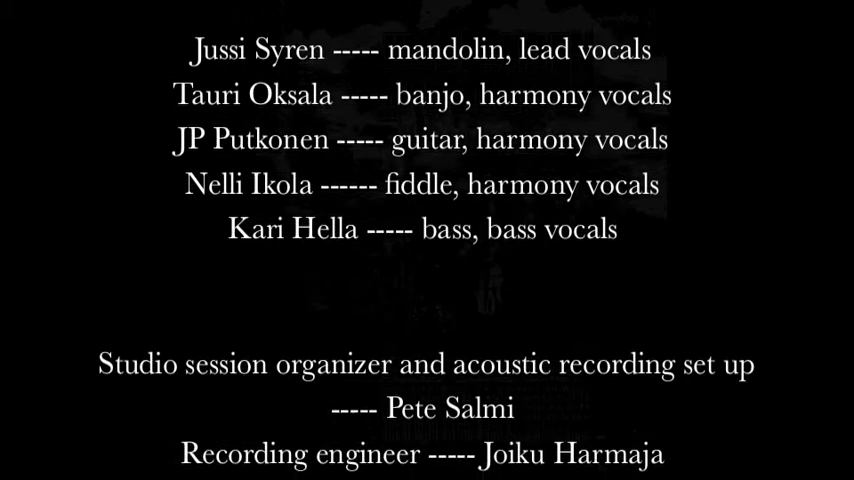 Jussi Syren ----- mandolin, lead vocals
Tauri Oksala ----- banjo, harmony vocals
JP Putkonen ----- guitar, harmony vocals
Nelli Ikola ------ fiddle, harmony vocals
Kari Hella ----- bass, bass vocals
Studio session organizer and acoustic recording set up
----- Pete Salmi
Recording engineer ----- Joiku Harmaja